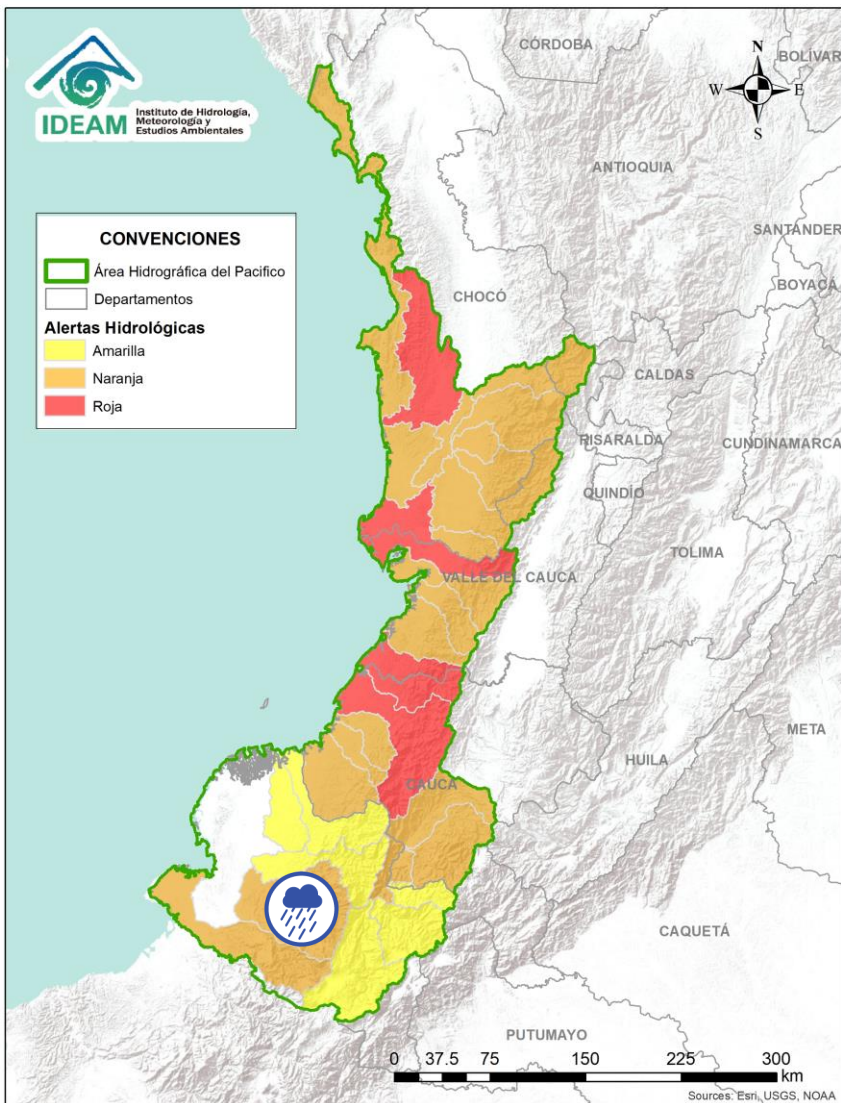 IDEAM
Instituto de Hidrología,
Meteorología y
Estudios Ambientales
N
W
E
S
CÓRDOBA
BOLÍVAR
ANTIOQUIA
SANTANDER
BOYACÁ
CHOCÓ
CALDAS
RISARALDA
CUNDINAMARCA
QUINDÍO
TOLIMA
VALLE DEL CAUCA
META
HUILA
CAUCA
CAQUETÁ
PUTUMAYO
CONVENCIONES
Área Hidrográfica del Pacifico
Departamentos
Alertas Hidrológicas
Amarilla
Naranja
Roja
0 37.5 75 150 225 300
km
Sources: Esri, USGS, NOAA